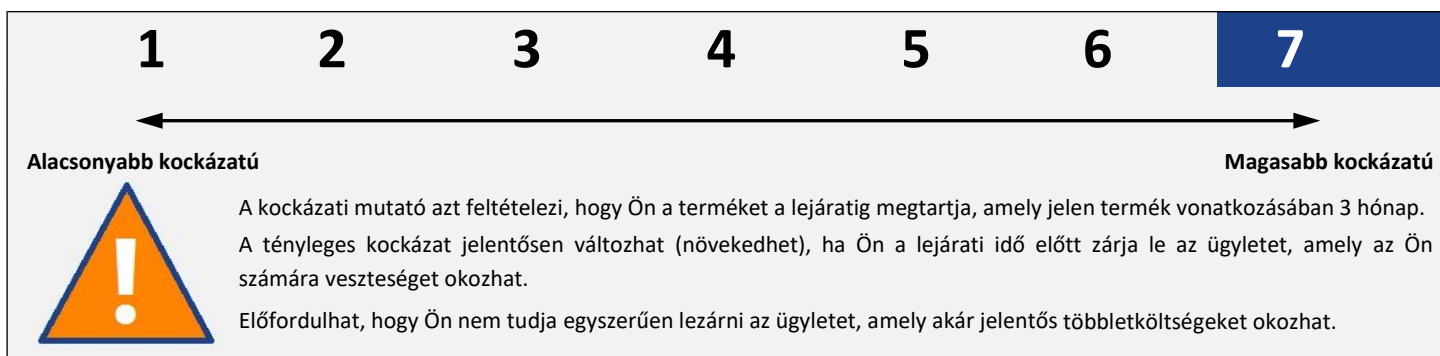 1 2 3 4 5 6 7
Alacsonyabb kockázatú Magasabb kockázatú
A kockázati mutató azt feltételezi, hogy Ön a terméket a lejáratig megtartja, amely jelen termék vonatkozásában 3 hónap.
A tényleges kockázat jelentősen változhat (növekedhet), ha Ön a lejárati idő előtt zárja le az ügyletet, amely az Ön
számára veszteséget okozhat.
Előfordulhat, hogy Ön nem tudja egyszerűen lezárni az ügyletet, amely akár jelentős többletköltségeket okozhat.